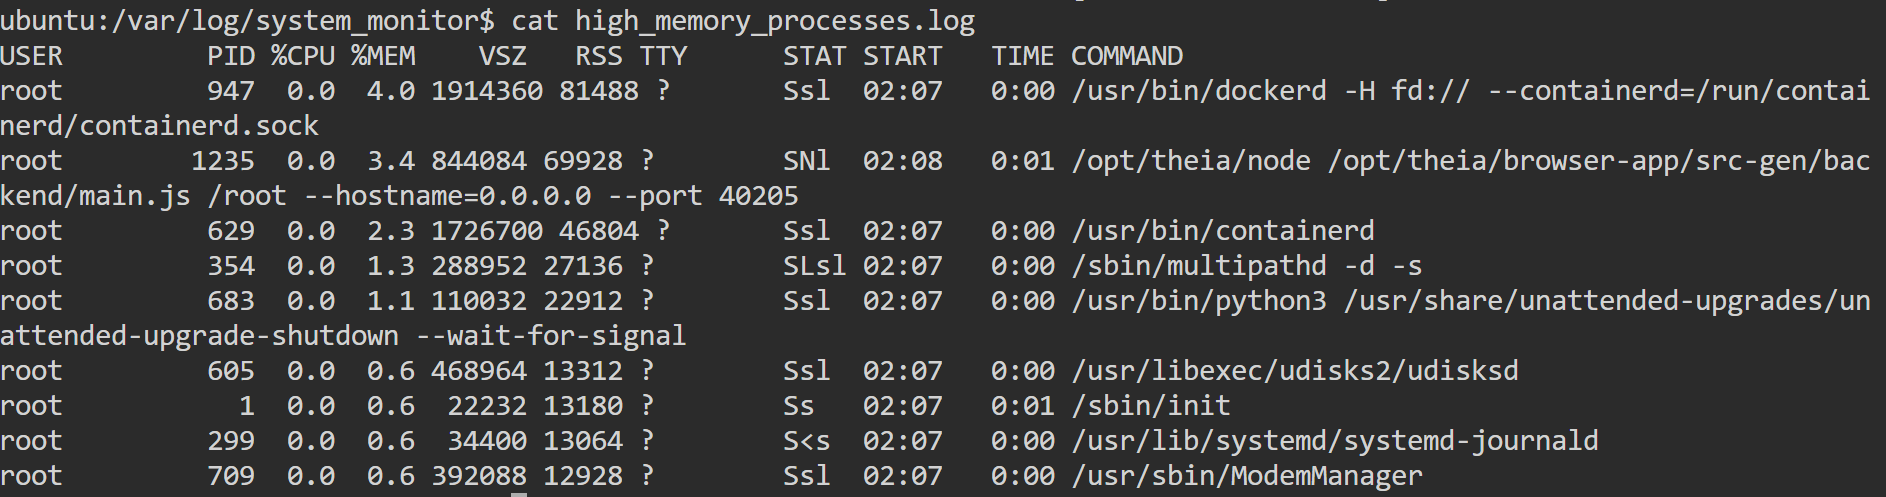 ubuntu:/var/log/system_monitor$ cat high_memory_processes.log
USER         PID %CPU %MEM    VSZ   RSS TTY        STAT START   TIME COMMAND
root         947  0.0  4.0 1914360 81488 ?       Ssl  02:07   0:00 /usr/bin/dockerd -H fd:// --containerd=/run/contai
nerd/containerd.sock
root        1235  0.0  3.4 844084 69928 ?        SNl  02:08   0:01 /opt/theia/node /opt/theia/browser-app/src-gen/bac
kend/main.js /root --hostname=0.0.0.0 --port 40205
root         629  0.0  2.3 1726700 46804 ?       Ssl  02:07   0:00 /usr/bin/containerd
root         354  0.0  1.3 288952 27136 ?        SLsl 02:07   0:00 /sbin/multipathd -d -s
root         683  0.0  1.1 110032 22912 ?        Ssl  02:07   0:00 /usr/bin/python3 /usr/share/unattended-upgrades/un
attended-upgrade-shutdown --wait-for-signal
root         605  0.0  0.6 468964 13312 ?        Ssl  02:07   0:00 /usr/libexec/udisks2/udisksd
root           1  0.0  0.6  22232 13180 ?        Ss   02:07   0:01 /sbin/init
root         299  0.0  0.6  34400 13064 ?        S<s  02:07   0:00 /usr/lib/systemd/systemd-journald
root         709  0.0  0.6 392088 12928 ?        Ssl  02:07   0:00 /usr/sbin/ModemManager